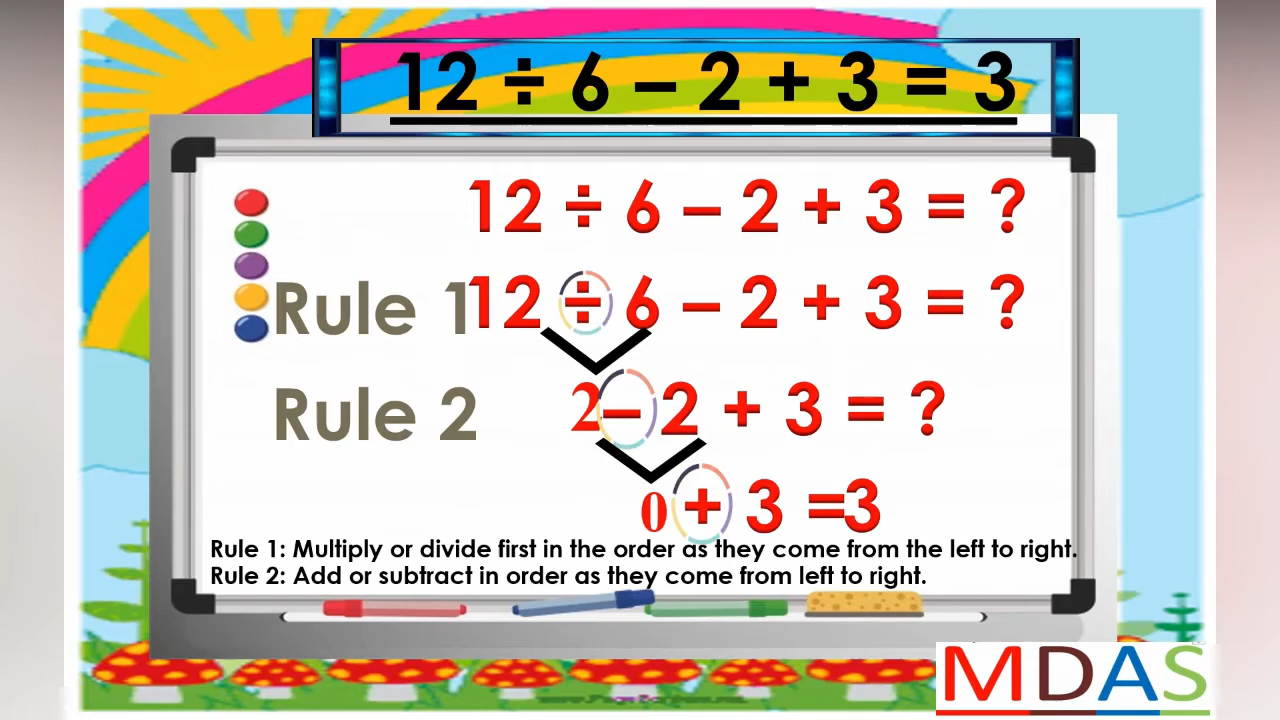 12 ÷ 6 – 2 + 3 = 3
12 ÷ 6 – 2 + 3 = ?
Rule 1 12 ÷ 6 – 2 + 3 = ?
Rule 2 2 – 2 + 3 = ?
0 + 3 =3
Rule 1: Multiply or divide first in the order as they come from the left to right.
Rule 2: Add or subtract in order as they come from left to right.
MDAS